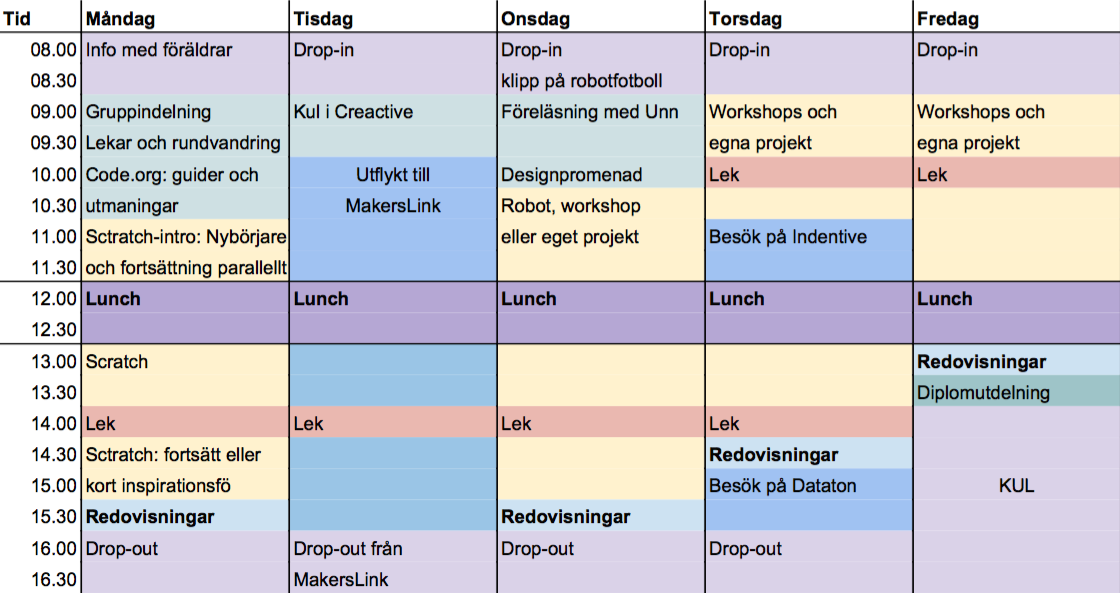 Tid Måndag Tisdag Onsdag Torsdag Fredag
08.00 Info med föräldrar Drop-in Drop-in Drop-in Drop-in
08.30 klipp på robotfotboll
09.00 Gruppindelning Kul i Creactive Föreläsning med Unn Workshops och Workshops och
09.30 Lekar och rundvandring egna projekt egna projekt
10.00 Code.org: guider och Utflykt till Designpromenad Lek Lek
10.30 utmaningar MakersLink Robot, workshop
11.00 Sctratch-intro: Nybörjare eller eget projekt Besök på Indentive
11.30 och fortsättning parallellt
12.00 Lunch Lunch Lunch Lunch Lunch
12.30
13.00 Scratch Redovisningar
13.30 Diplomutdelning
14.00 Lek Lek Lek Lek
14.30 Sctratch: fortsätt eller Redovisningar
15.00 kort inspirationsfö Besök på Dataton KUL
15.30 Redovisningar Redovisningar
16.00 Drop-out Drop-out från Drop-out Drop-out
16.30 MakersLink